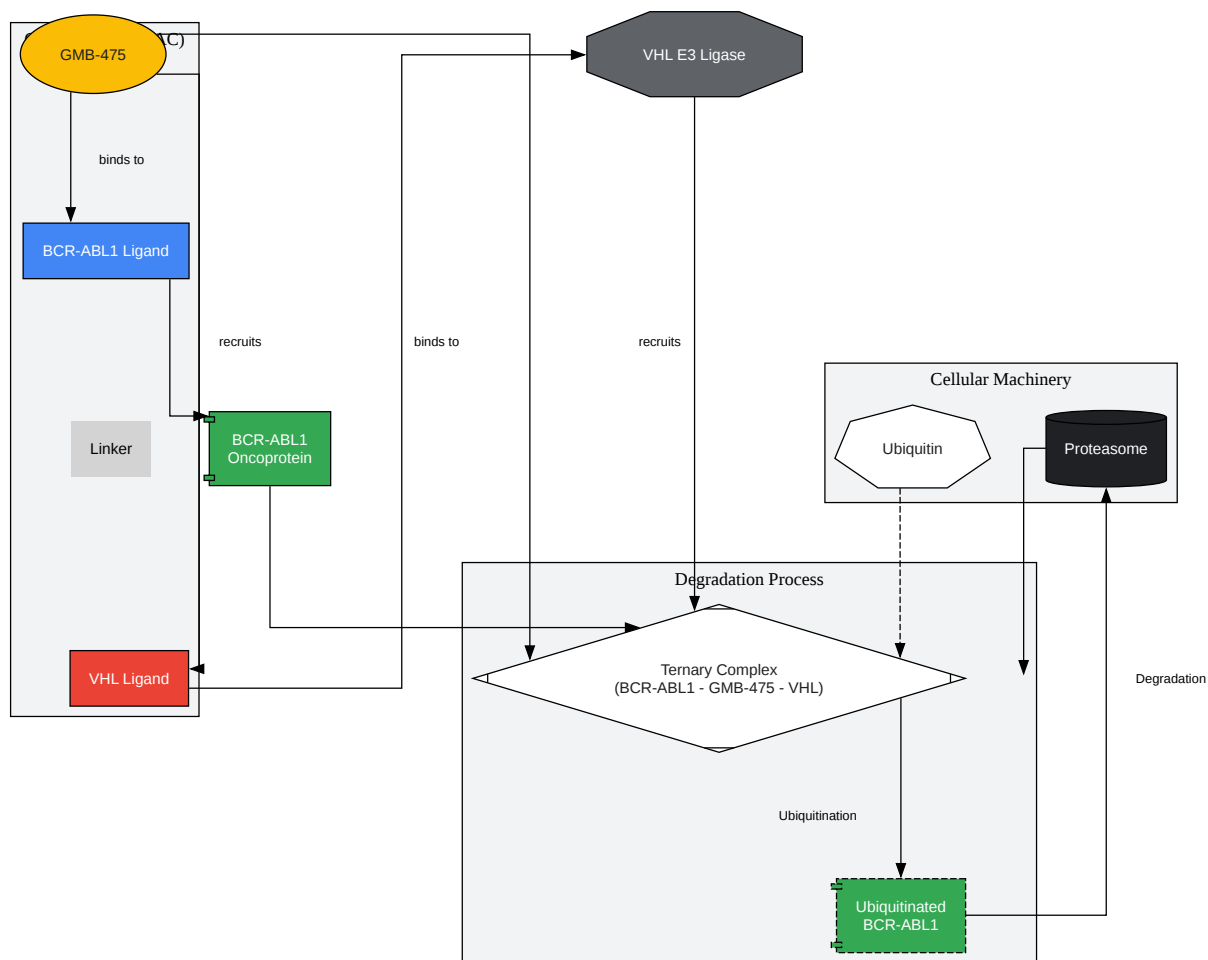 AC)
GMB-475
VHL E3 Ligase
binds to
BCR-ABL1 Ligand
recruits
binds to
recruits
Cellular Machinery
BCR-ABL1
Oncoprotein
Linker
Ubiquitin
Proteasome
Degradation Process
VHL Ligand
Ternary Complex
(BCR-ABL1 - GMB-475 - VHL)
Degradation
Ubiquitination
Ubiquitinated
BCR-ABL1